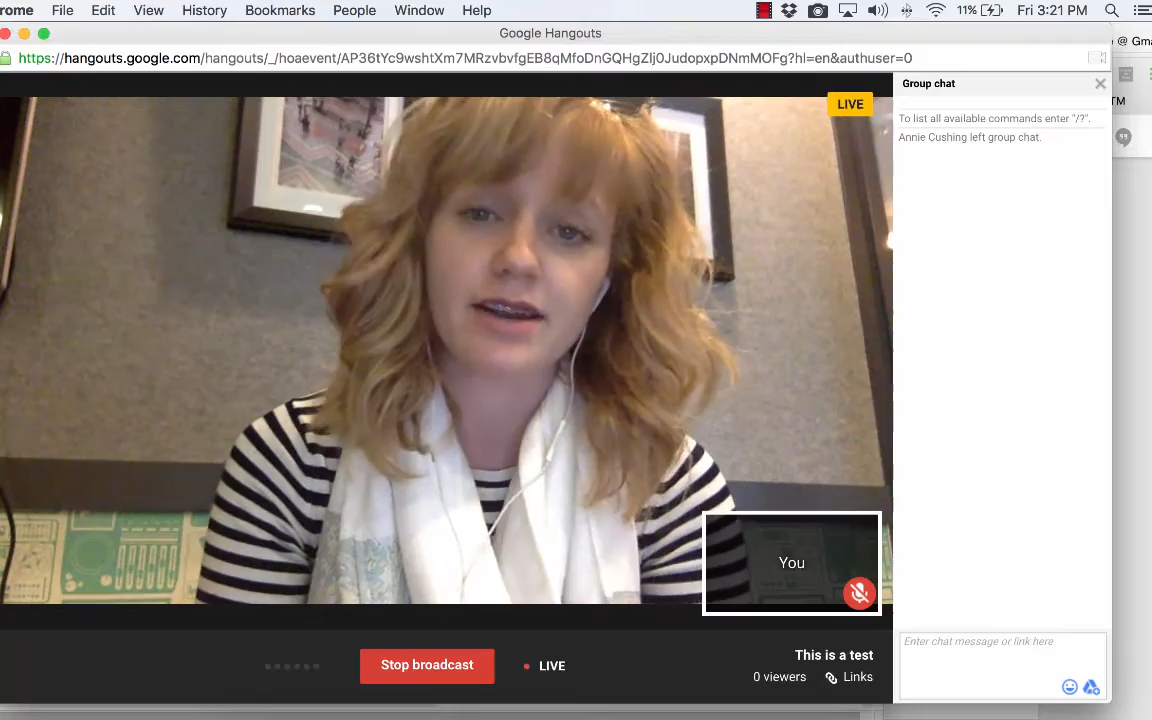 rome File Edit View History Bookmarks People Window Help 11% Fri 3:21 PM
Google Hangouts
https://hangouts.google.com/hangouts/_/hoaevent/AP36tYc9wshtXm7MRzvbvfgEB8qMfoDnGQHgZlj0JudopxpDNmMOFg?hl=en&authuser=0
@ Gma
LIVE
Group chat
TM
To list all available commands enter "/?".
Annie Cushing left group chat.
You
Stop broadcast
LIVE
This is a test
0 viewers Links
Enter chat message or link here